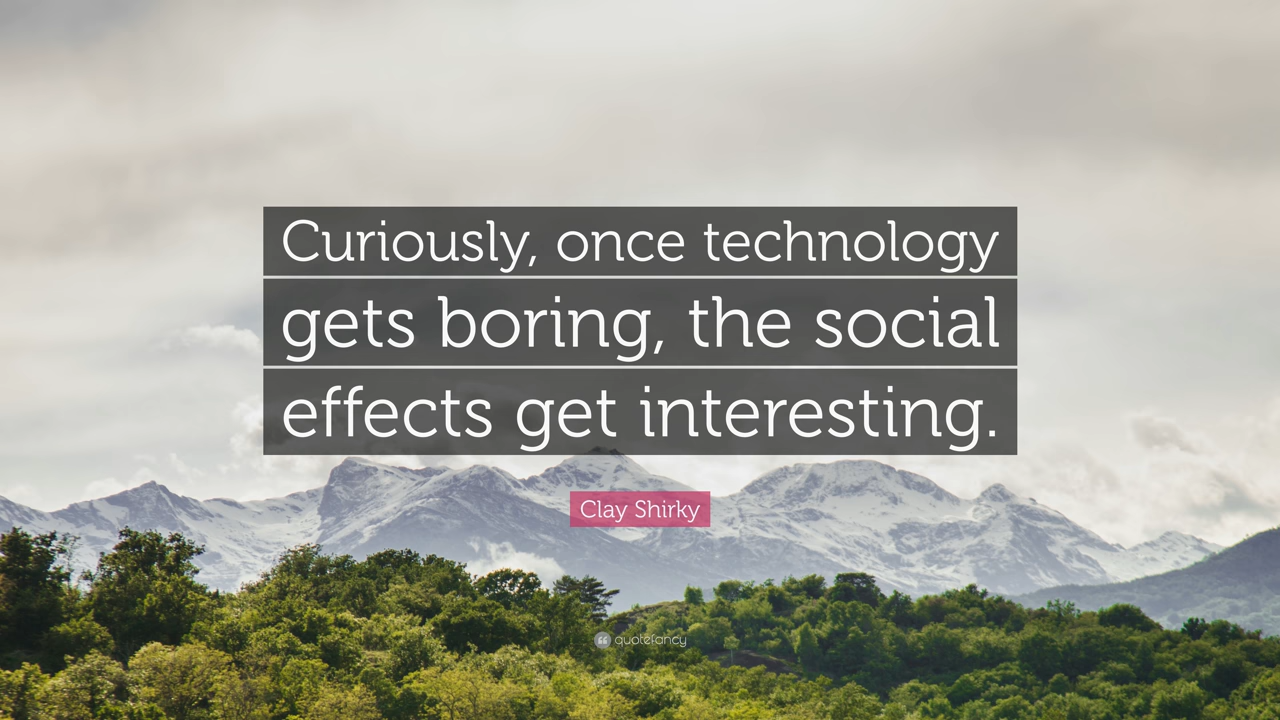 Curiously, once technology
gets boring, the social
effects get interesting.
Clay Shirky
quotefancy